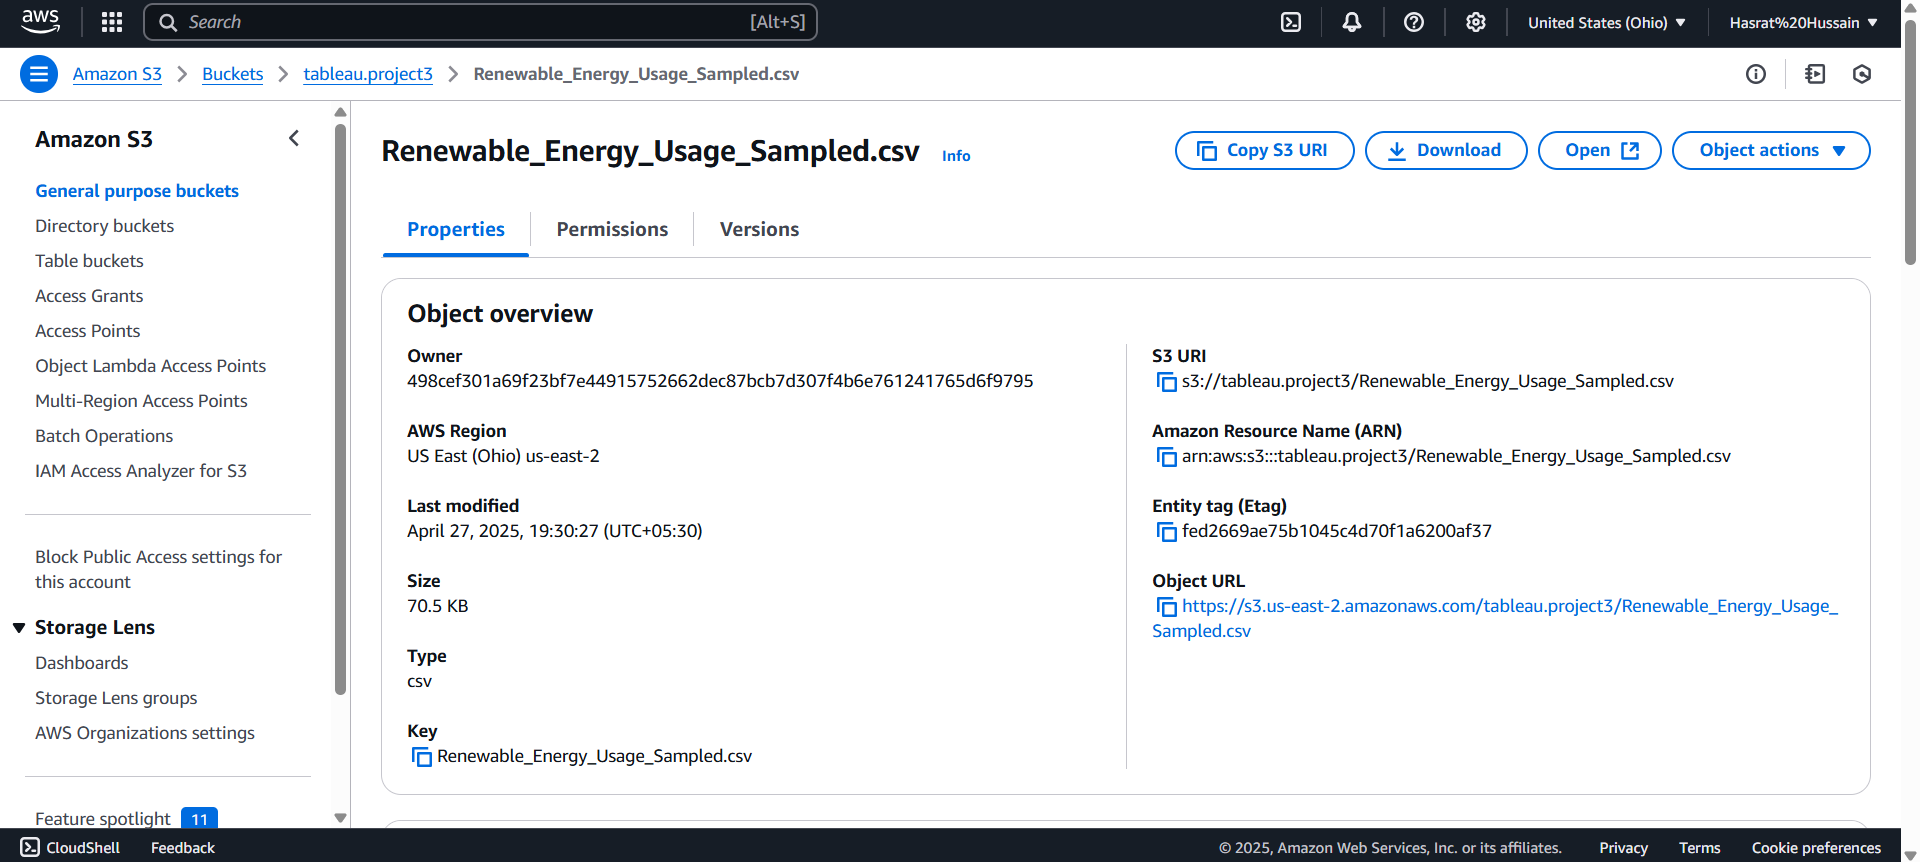 aws
Search [Alt+S]
United States (Ohio)
Hasrat%20Hussain
Amazon S3
Buckets
tableau.project3
Renewable_Energy_Usage_Sampled.csv
Amazon S3
General purpose buckets
Directory buckets
Table buckets
Access Grants
Access Points
Object Lambda Access Points
Multi-Region Access Points
Batch Operations
IAM Access Analyzer for S3
Block Public Access settings for
this account
Storage Lens
Dashboards
Storage Lens groups
AWS Organizations settings
Feature spotlight 11
Renewable_Energy_Usage_Sampled.csv Info
Copy S3 URI
Download
Open
Object actions
Properties
Permissions
Versions
Object overview
Owner
498cef301a69f23bf7e44915752662dec87bcb7d307f4b6e761241765d6f9795
AWS Region
US East (Ohio) us-east-2
Last modified
April 27, 2025, 19:30:27 (UTC+05:30)
Size
70.5 KB
Type
csv
Key
Renewable_Energy_Usage_Sampled.csv
S3 URI
s3://tableau.project3/Renewable_Energy_Usage_Sampled.csv
Amazon Resource Name (ARN)
arn:aws:s3:::tableau.project3/Renewable_Energy_Usage_Sampled.csv
Entity tag (Etag)
fed2669ae75b1045c4d70f1a6200af37
Object URL
https://s3.us-east-2.amazonaws.com/tableau.project3/Renewable_Energy_Usage_
Sampled.csv
CloudShell
Feedback
© 2025, Amazon Web Services, Inc. or its affiliates.
Privacy
Terms
Cookie preferences